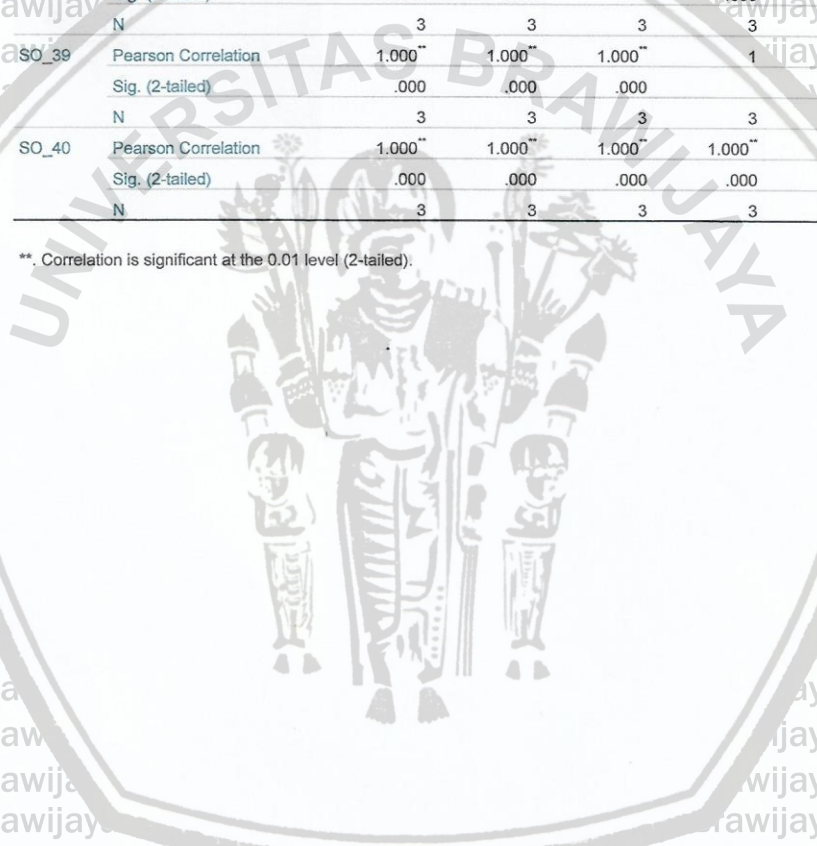 N 3 3 3 3
SO_39 Pearson Correlation 1.000** 1.000** 1.000** 1
Sig. (2-tailed) .000 .000 .000
N 3 3 3 3
SO_40 Pearson Correlation 1.000** 1.000** 1.000** 1.000**
Sig. (2-tailed) .000 .000 .000 .000
N 3 3 3 3
**. Correlation is significant at the 0.01 level (2-tailed).
UNIVERSITAS BRAWIJAYA